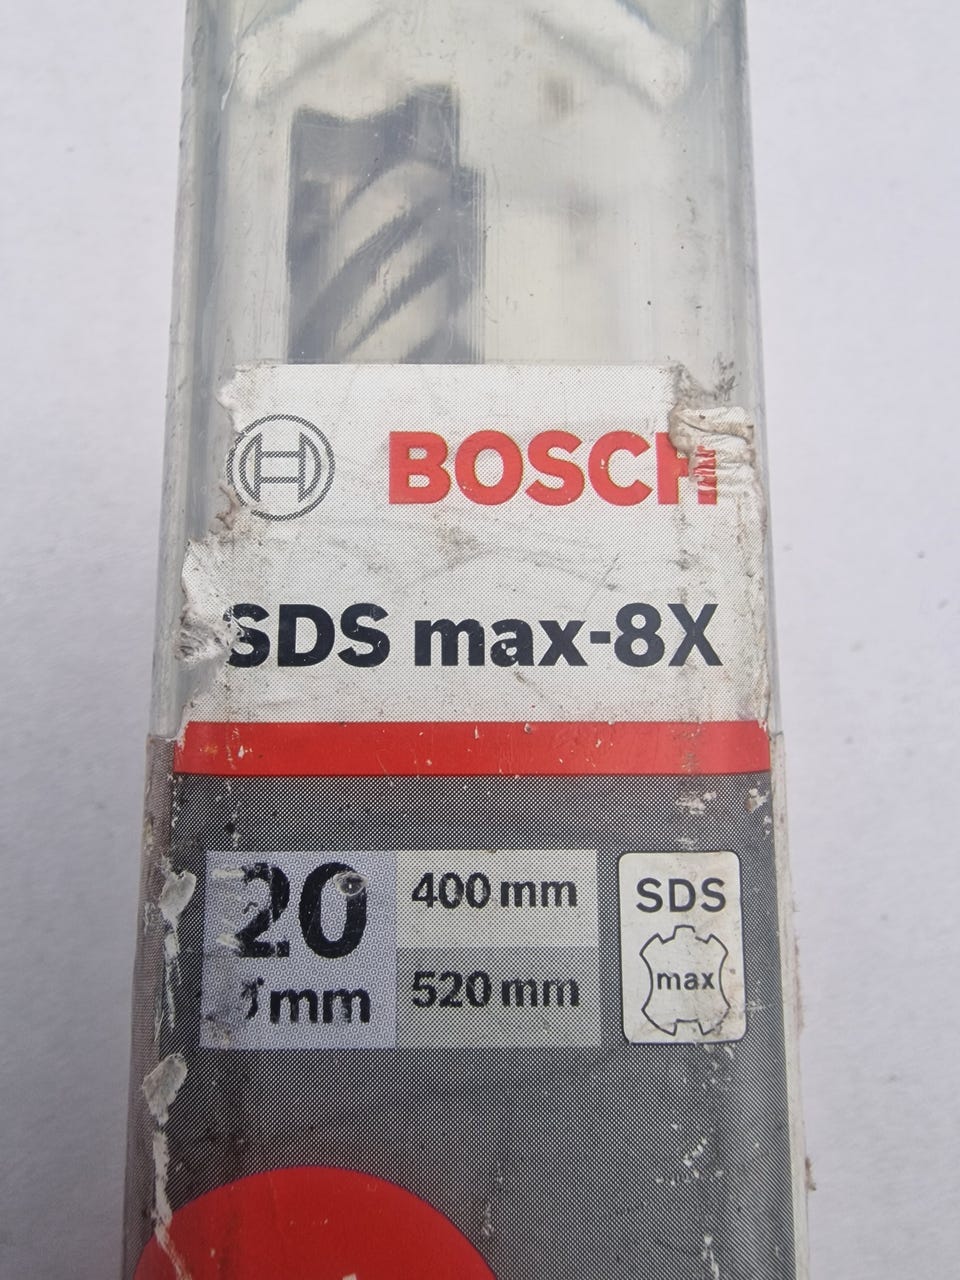 BOSCH
SDS max-8X
20
mm
400 mm
520 mm
SDS
max